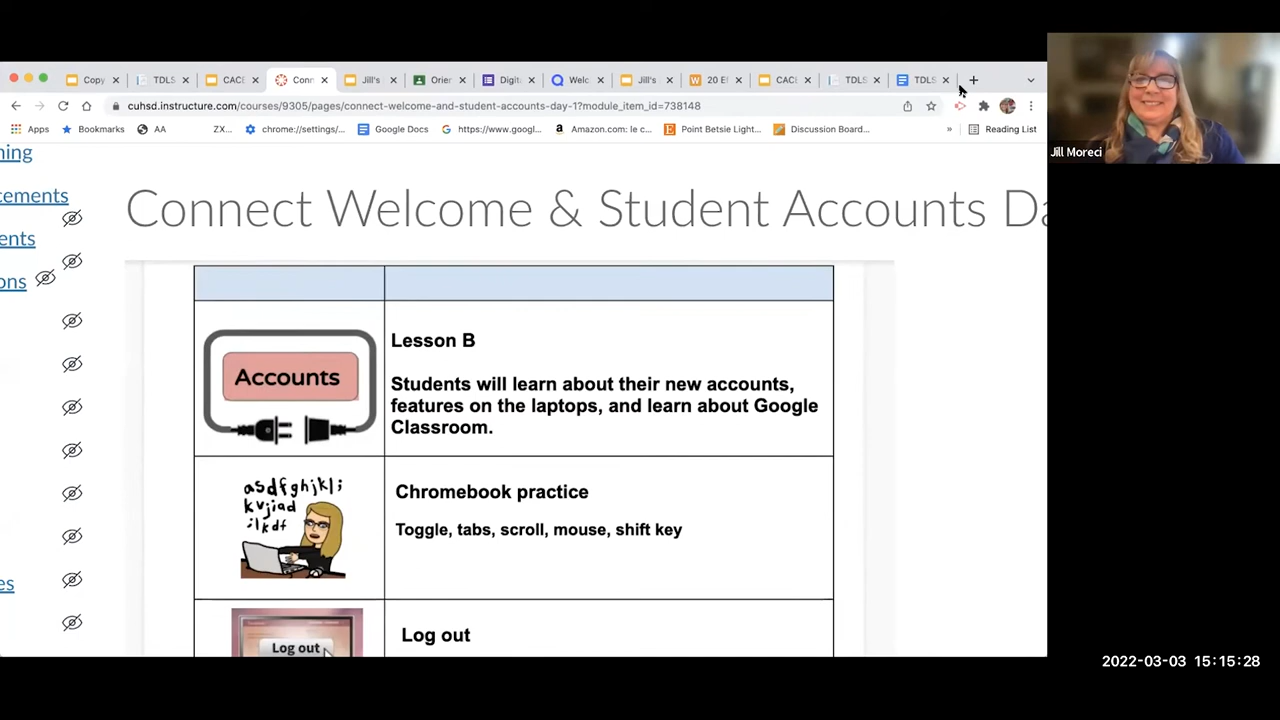 Copy
TDLS
CACE
Conn
Jill's
Orier
Digita
Welc
Jill's
20 Ef
CACE
TDLS
TDLS
cuhsd.instructure.com/courses/9305/pages/connect-welcome-and-student-accounts-day-1?module_item_id=738148
Apps Bookmarks AA ZX... chrome://settings/... Google Docs https://www.googl... Amazon.com: le c... Point Betsie Light... Discussion Board... » Reading List
Jill Moreci
ning
cements
ents
ons
es
Connect Welcome & Student Accounts Da
Accounts
Lesson B
Students will learn about their new accounts,
features on the laptops, and learn about Google
Classroom.
asdfghjkl;
kvjiad
;lkdf
Chromebook practice
Toggle, tabs, scroll, mouse, shift key
Log out
Log out
2022-03-03 15:15:28